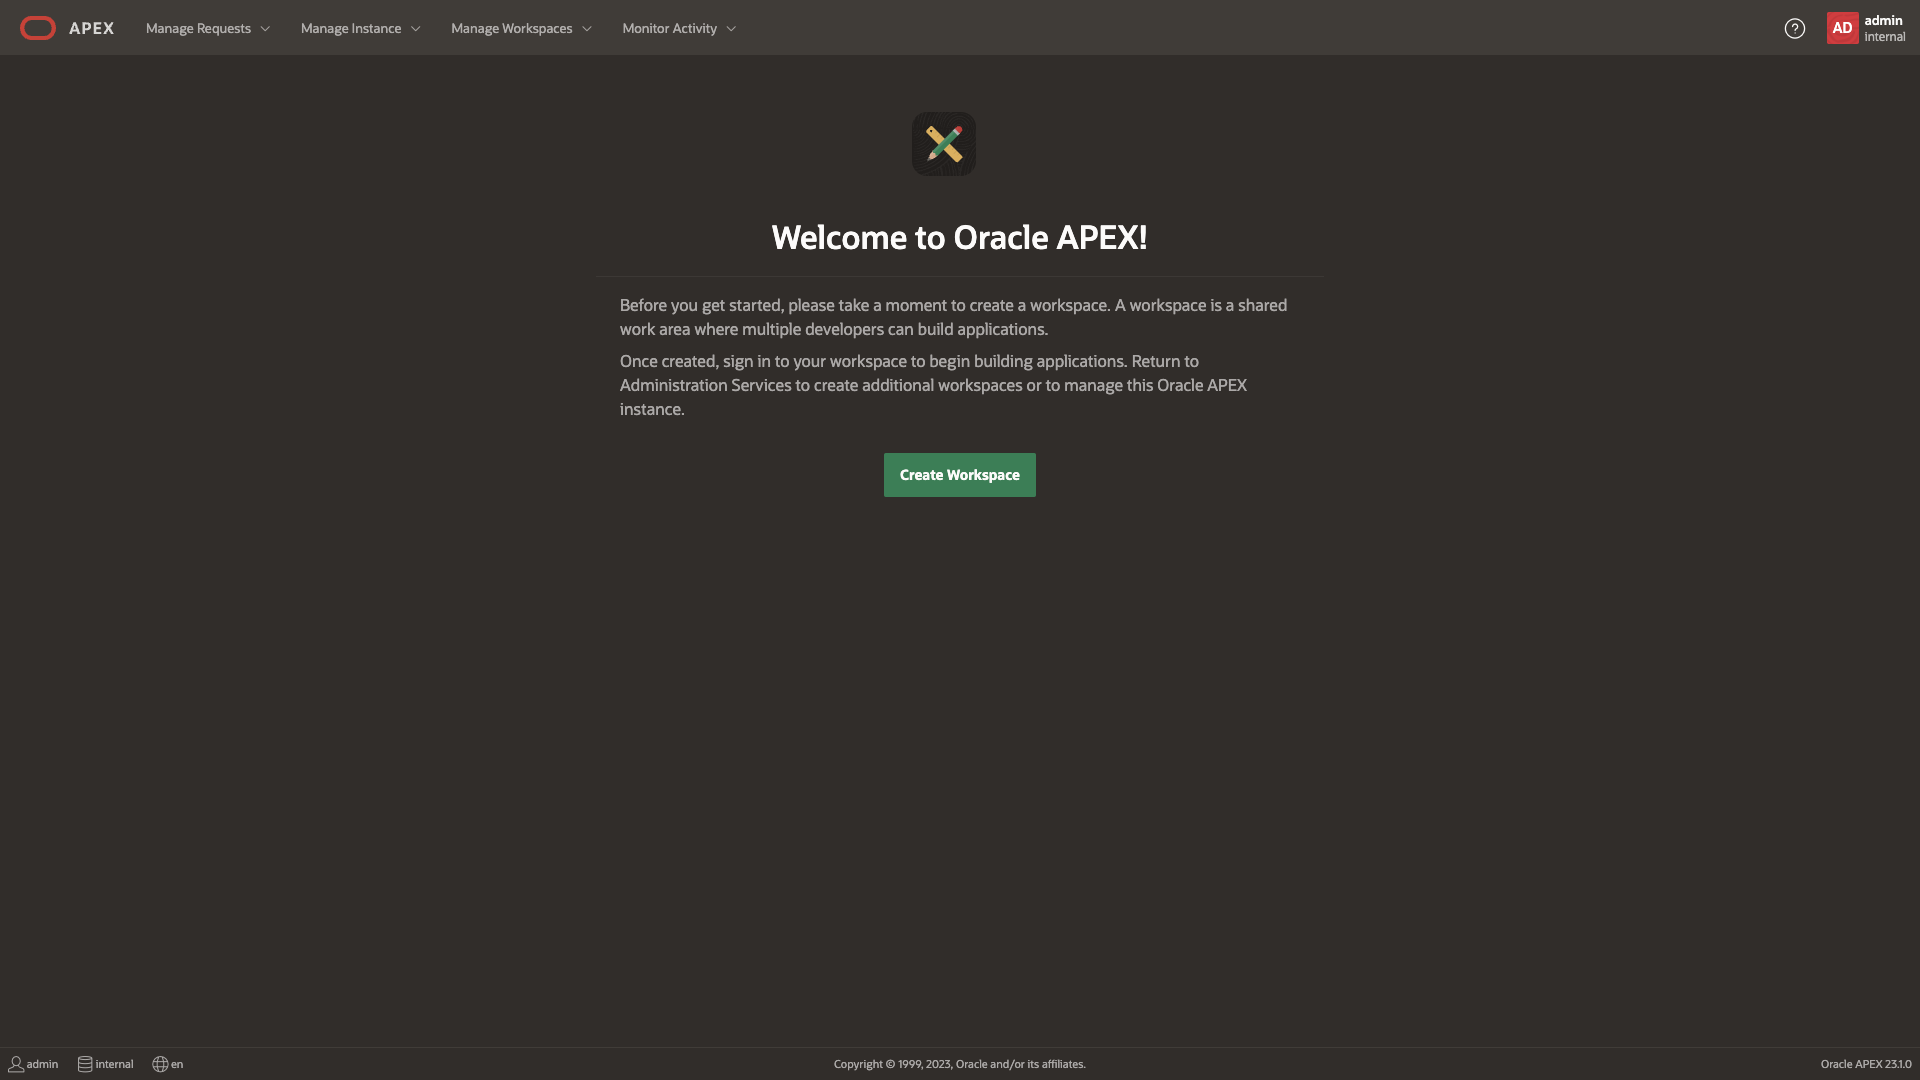 APEX
Manage Requests
Manage Instance
Manage Workspaces
Monitor Activity
?
AD
admin
internal
Welcome to Oracle APEX!
Before you get started, please take a moment to create a workspace. A workspace is a shared
work area where multiple developers can build applications.
Once created, sign in to your workspace to begin building applications. Return to
Administration Services to create additional workspaces or to manage this Oracle APEX
instance.
Create Workspace
admin
internal
en
Copyright © 1999, 2023, Oracle and/or its affiliates.
Oracle APEX 23.1.0